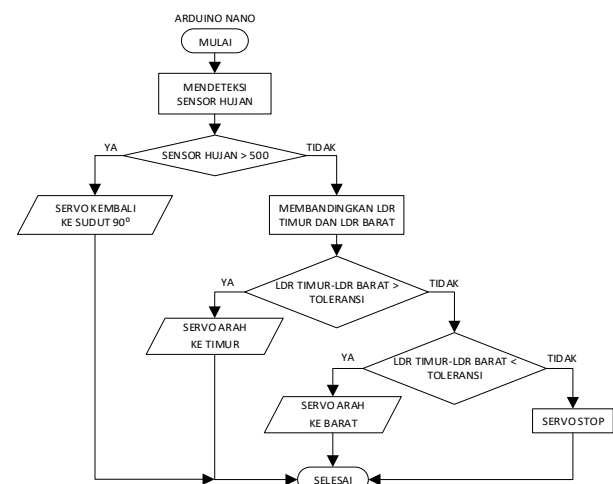 ARDUINO NANO
MULAI
MENDETEKSI
SENSOR HUJAN
YA
SENSOR HUJAN > 500
TIDAK
SERVO KEMBALI
KE SUDUT 90⁰
MEMBANDINGKAN LDR
TIMUR DAN LDR BARAT
YA
LDR TIMUR-LDR BARAT >
TOLERANSI
TIDAK
SERVO ARAH
KE TIMUR
YA
LDR TIMUR-LDR BARAT <
TOLERANSI
TIDAK
SERVO ARAH
KE BARAT
SERVO STOP
SELESAI